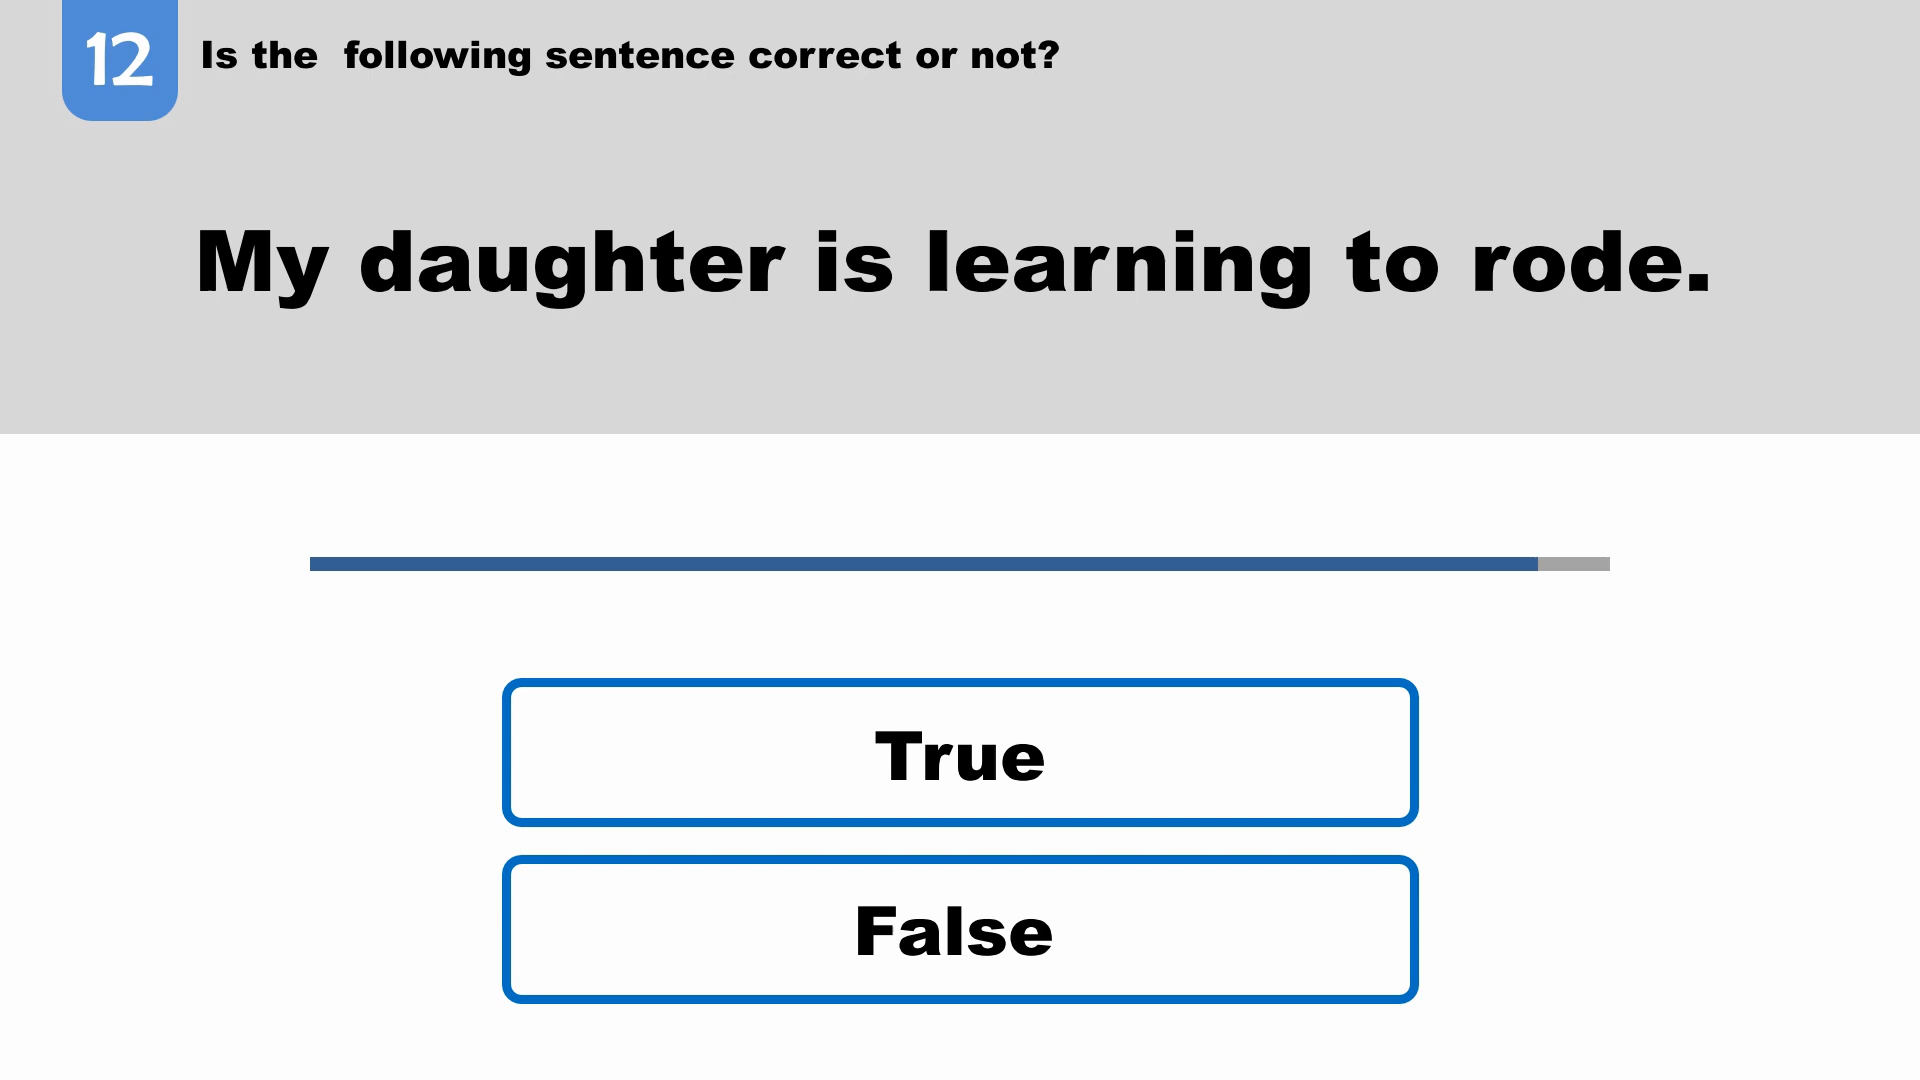 12
Is the  following sentence correct or not?
My daughter is learning to rode.
True
False